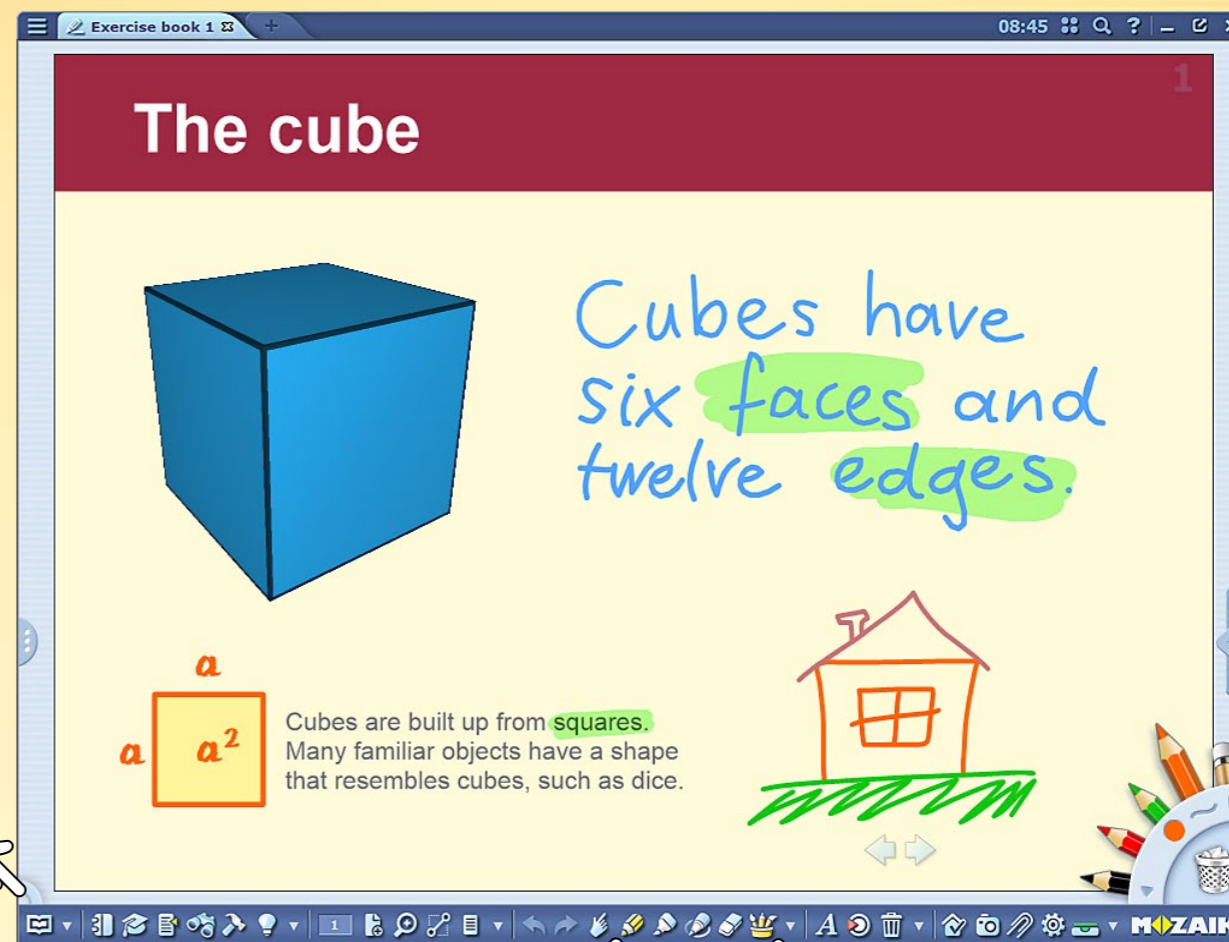 Exercise book 1
08:45
1
The cube
Cubes have
six faces and
twelve edges.
a
a
a²
Cubes are built up from squares.
Many familiar objects have a shape
that resembles cubes, such as dice.
1
A